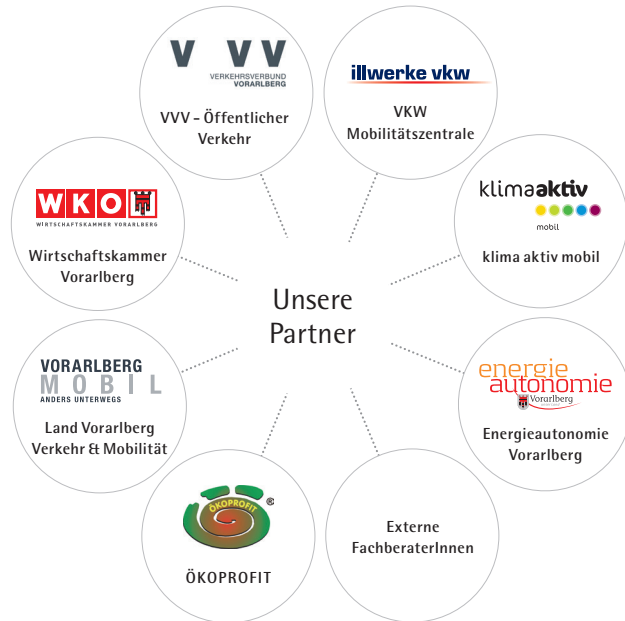 V VV
VERKEHRSVERBUND
VORARLBERG
VVV - Öffentlicher
Verkehr
illwerke vkw
VKW
Mobilitätszentrale
WKO
WIRTSCHAFTSKAMMER VORARLBERG
Wirtschaftskammer
Vorarlberg
klimaaktiv
mobil
klima aktiv mobil
Unsere
Partner
VORARLBERG
MOBIL
ANDERS UNTERWEGS
Land Vorarlberg
Verkehr & Mobilität
energie
autonomie
Vorarlberg
Energieautonomie
Vorarlberg
ÖKOPROFIT
®
ÖKOPROFIT
Externe
FachberaterInnen